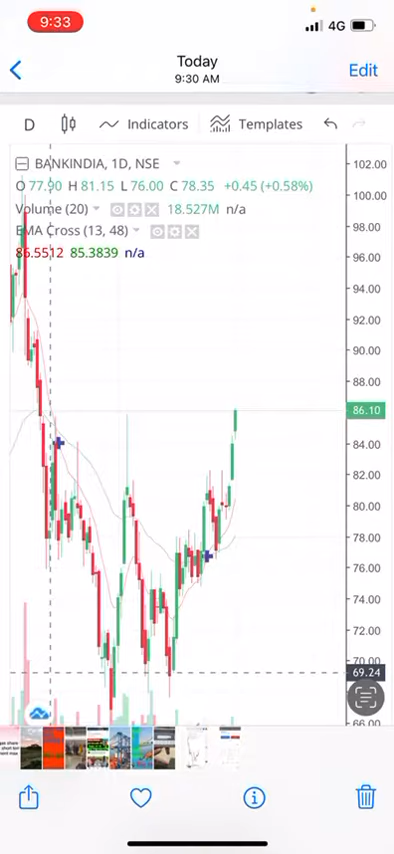 9:33
4G
Today
9:30 AM
Edit
D
Indicators
Templates
BANKINDIA, 1D, NSE
O 77.90 H 81.15 L 76.00 C 78.35 +0.45 (+0.58%)
Volume (20) 18.527M n/a
EMA Cross (13, 48)
86.5512 85.3839 n/a
102.00
100.00
98.00
96.00
94.00
92.00
90.00
88.00
86.10
84.00
82.00
80.00
78.00
76.00
74.00
72.00
70.00
69.24
66.00